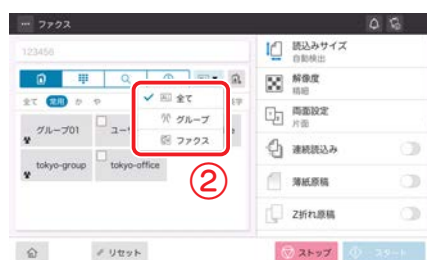 ファクス
123456
全て 常用 か や
全て
グループ
ファクス
グループ01
tokyo-group
tokyo-office
②
読込みサイズ
自動検出
解像度
精細
両面設定
片面
連続読込み
薄紙原稿
Z折れ原稿
リセット
ストップ
スタート